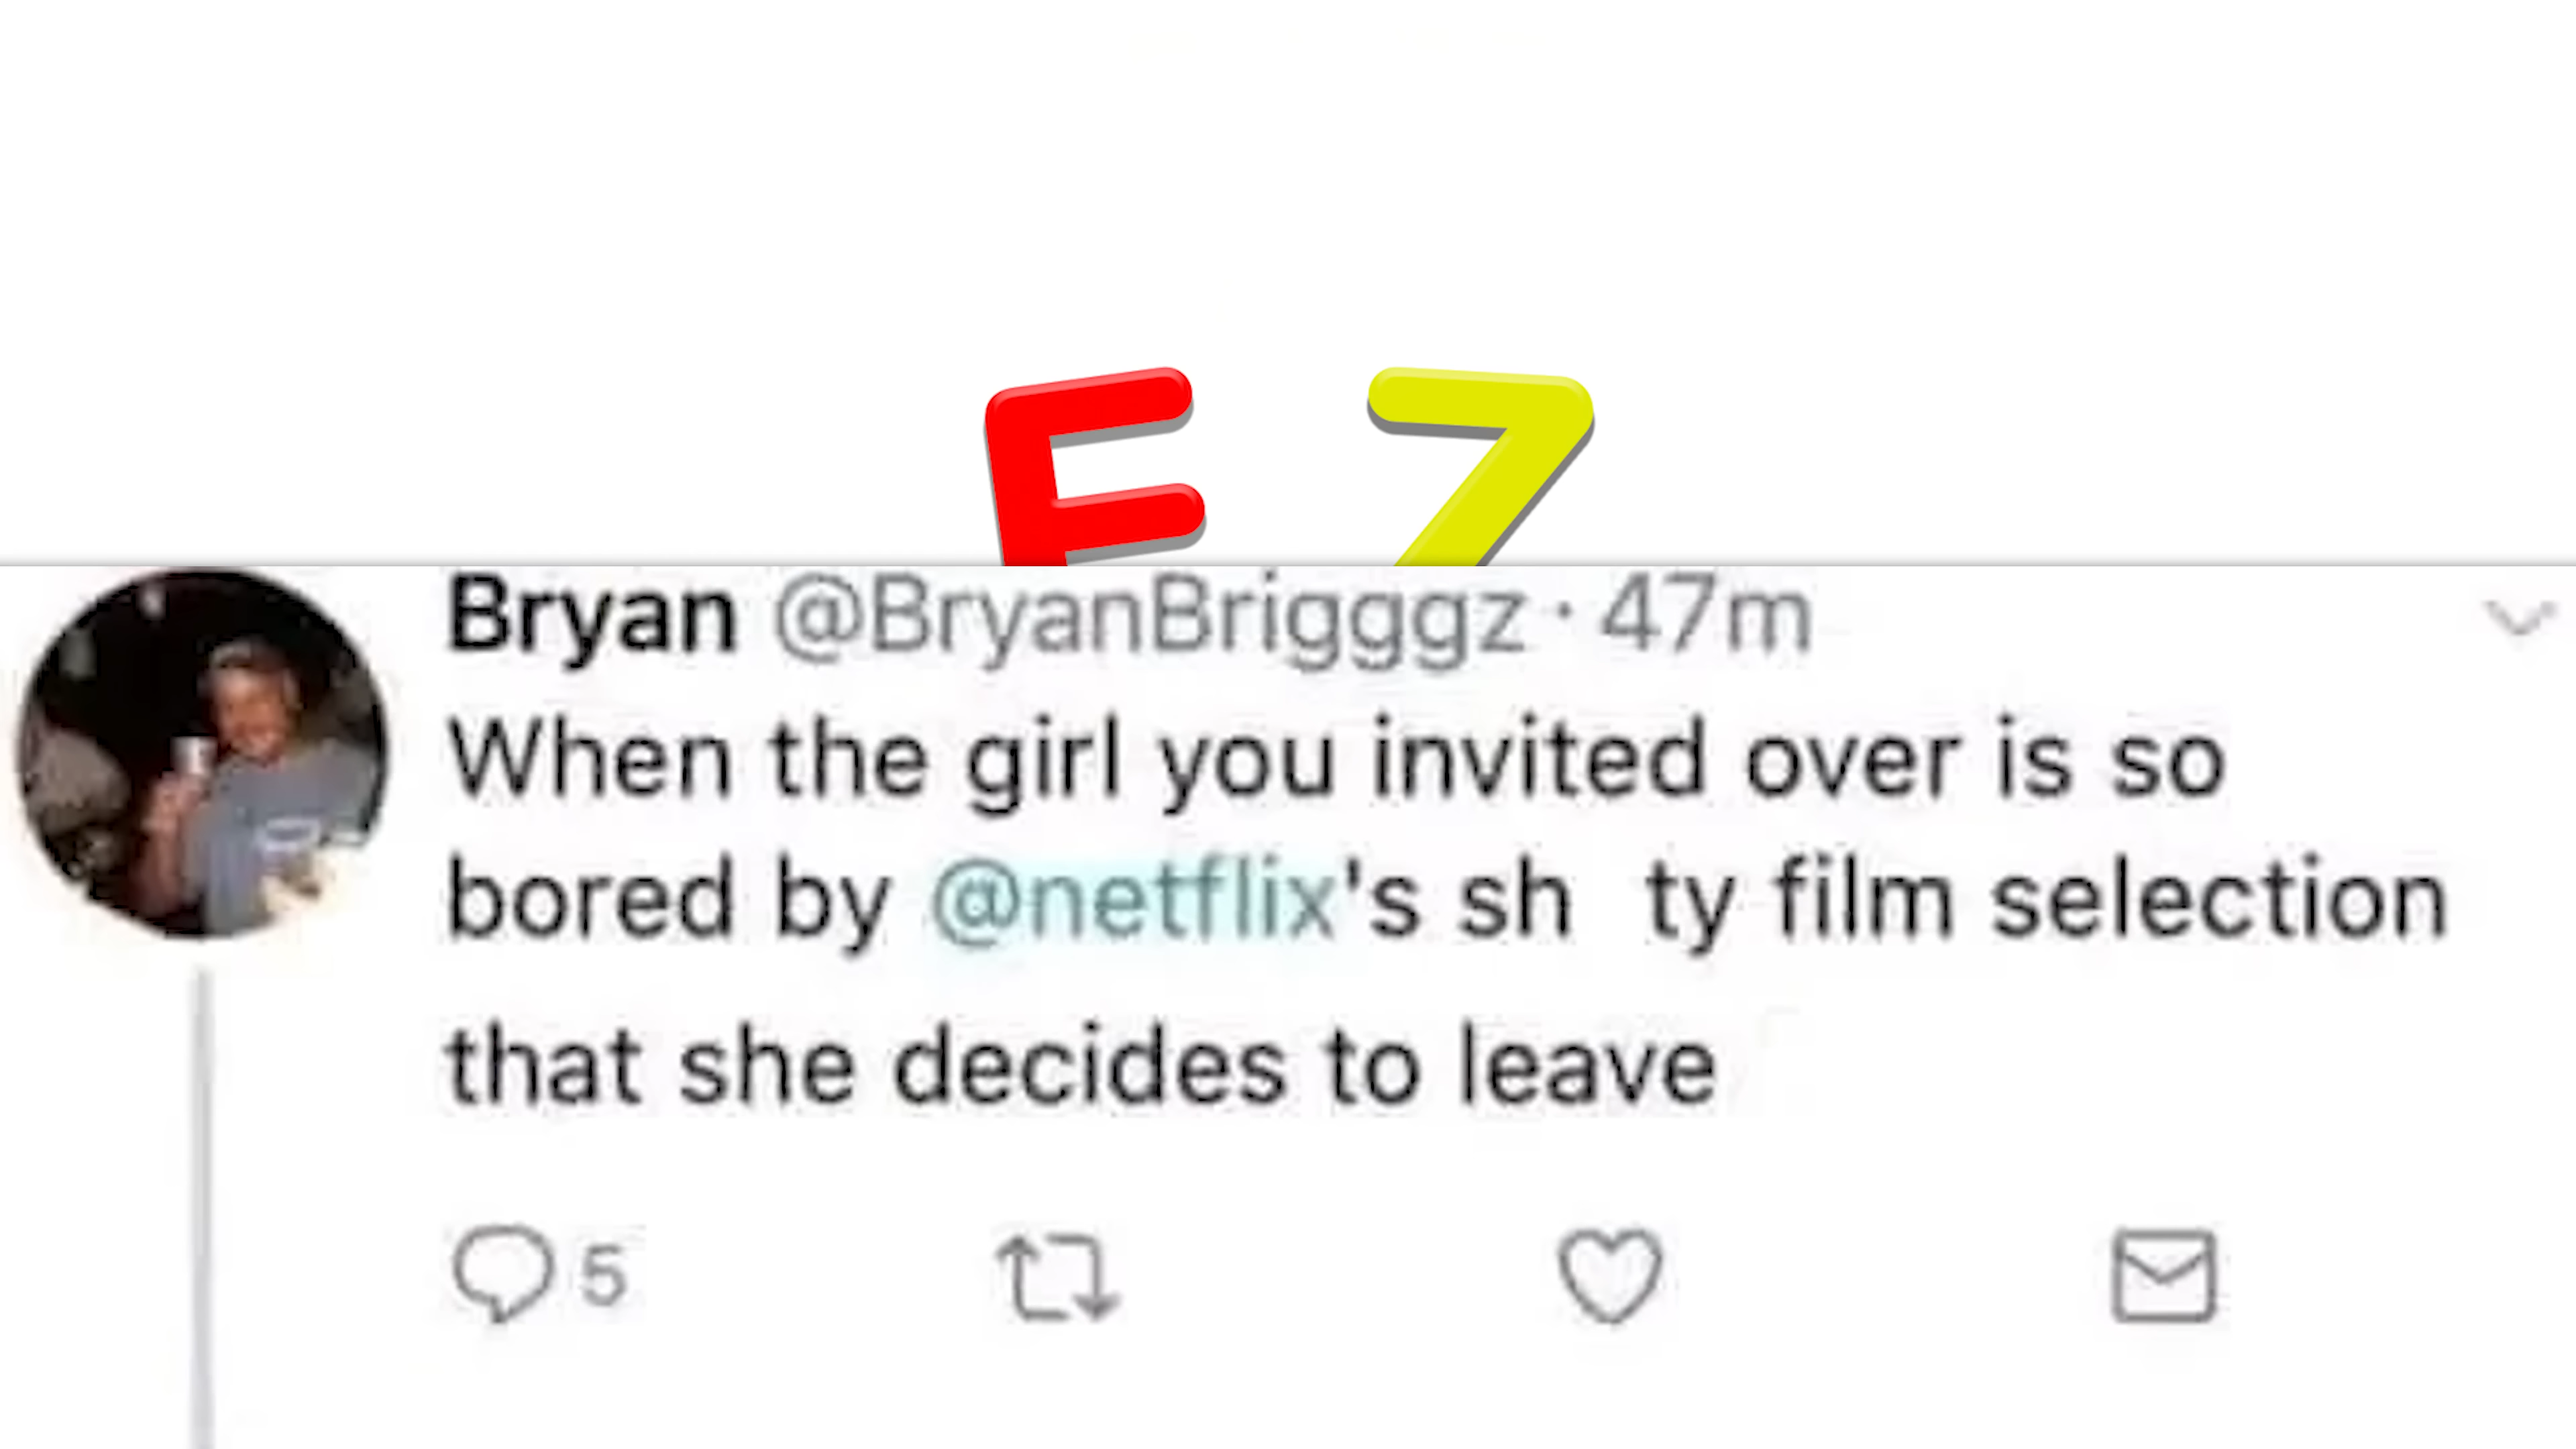 E Z
Bryan @BryanBrigggz · 47m
When the girl you invited over is so
bored by @netflix's sh  ty film selection
that she decides to leave
5